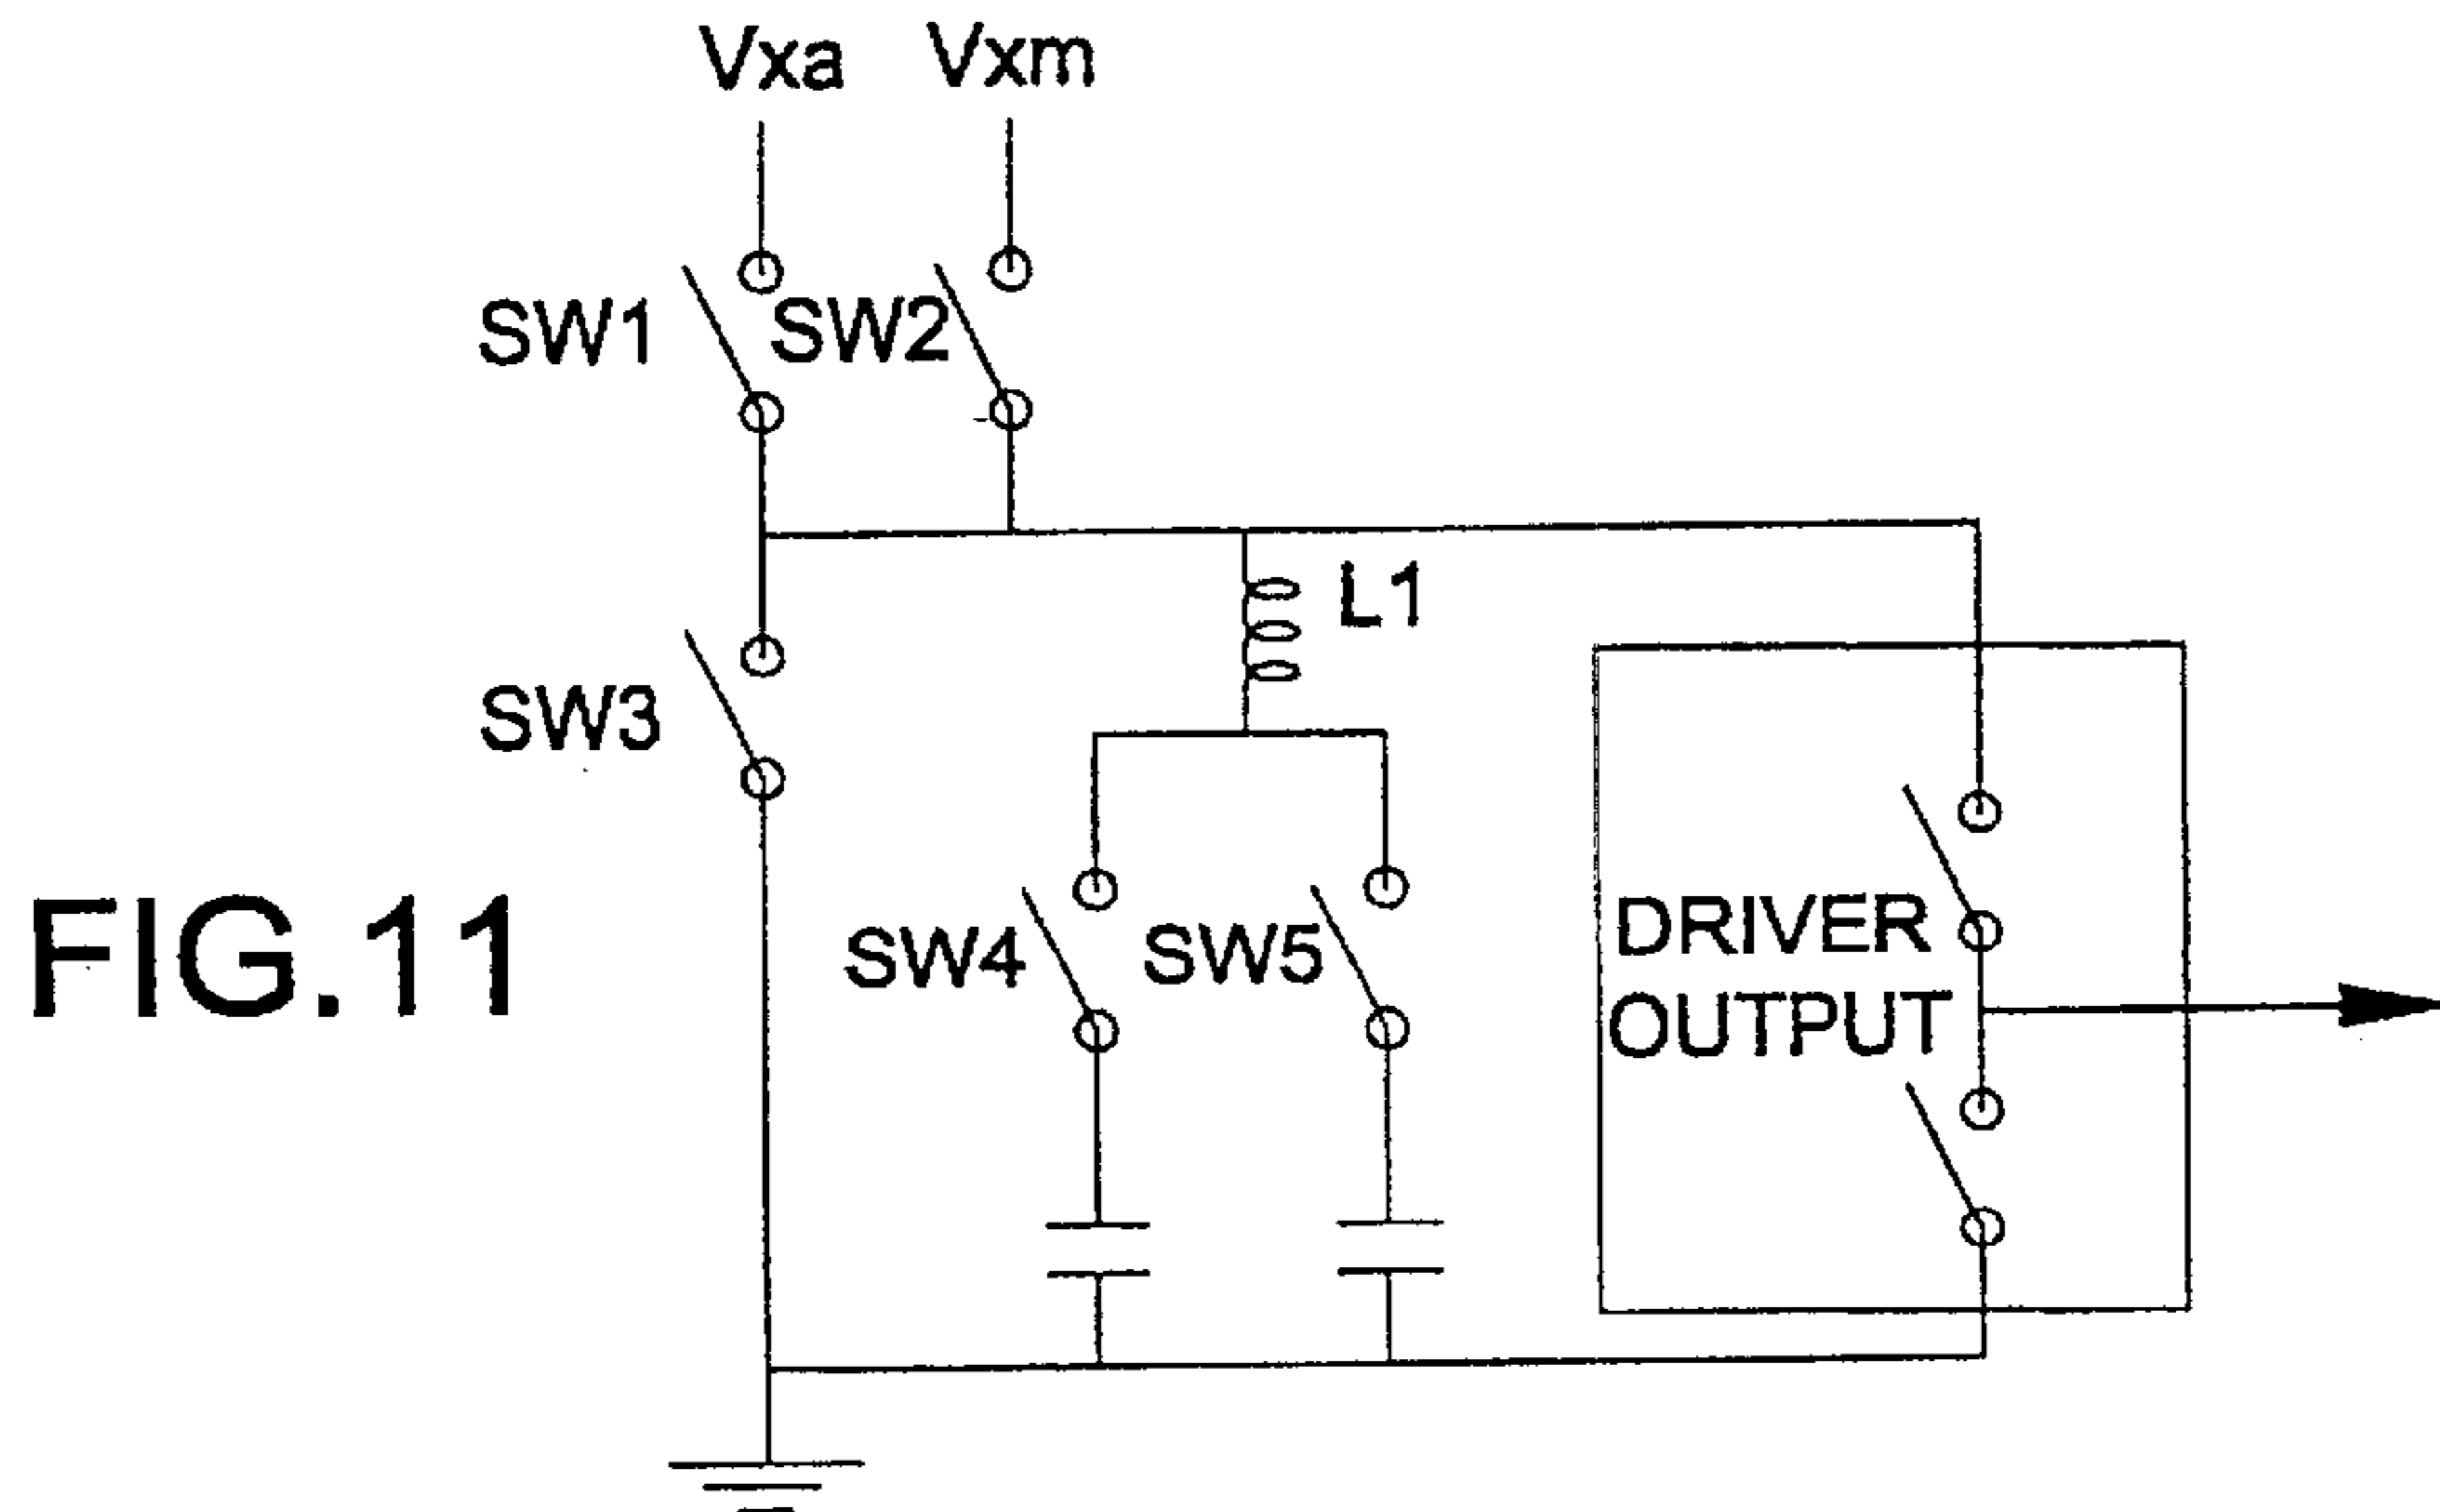 Vxa Vxm
SW1 SW2
L1
SW3
FIG.11
SW4 SW5
DRIVER
OUTPUT